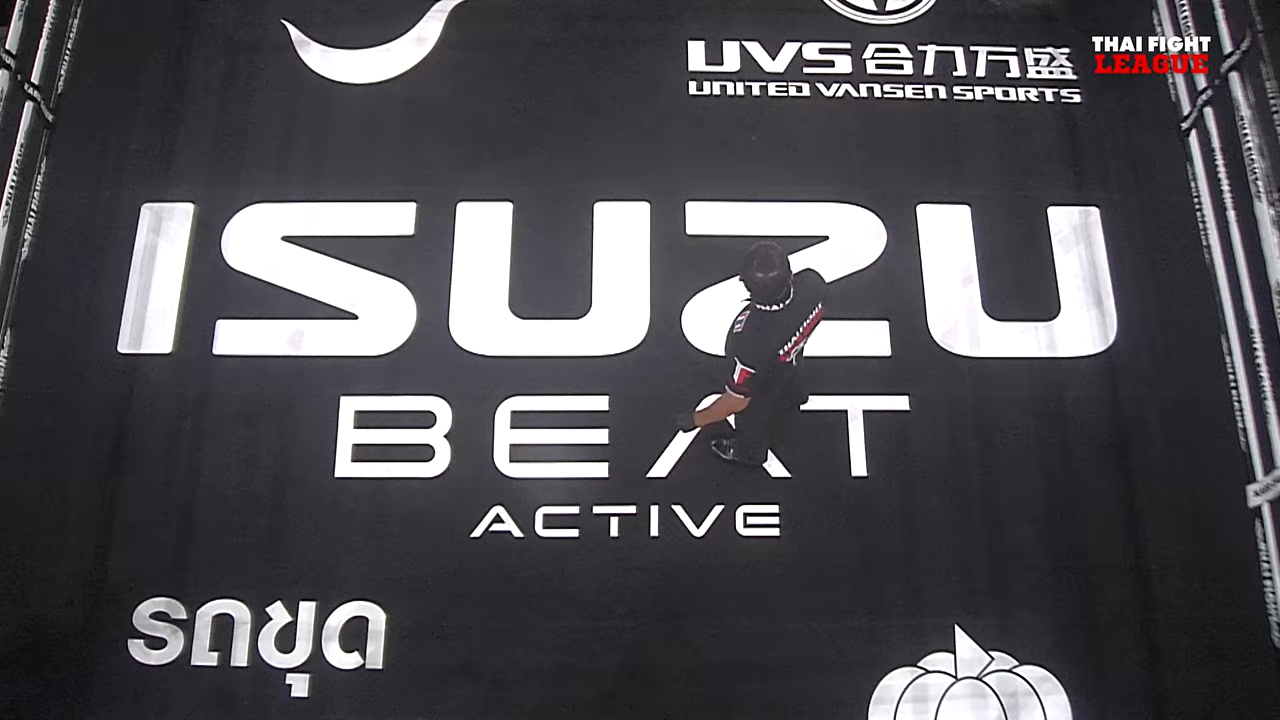 UVS 合力万盛
UNITED VANSEN SPORTS
THAI FIGHT
LEAGUE
ISUZU
BEAT
ACTIVE
รถขุด